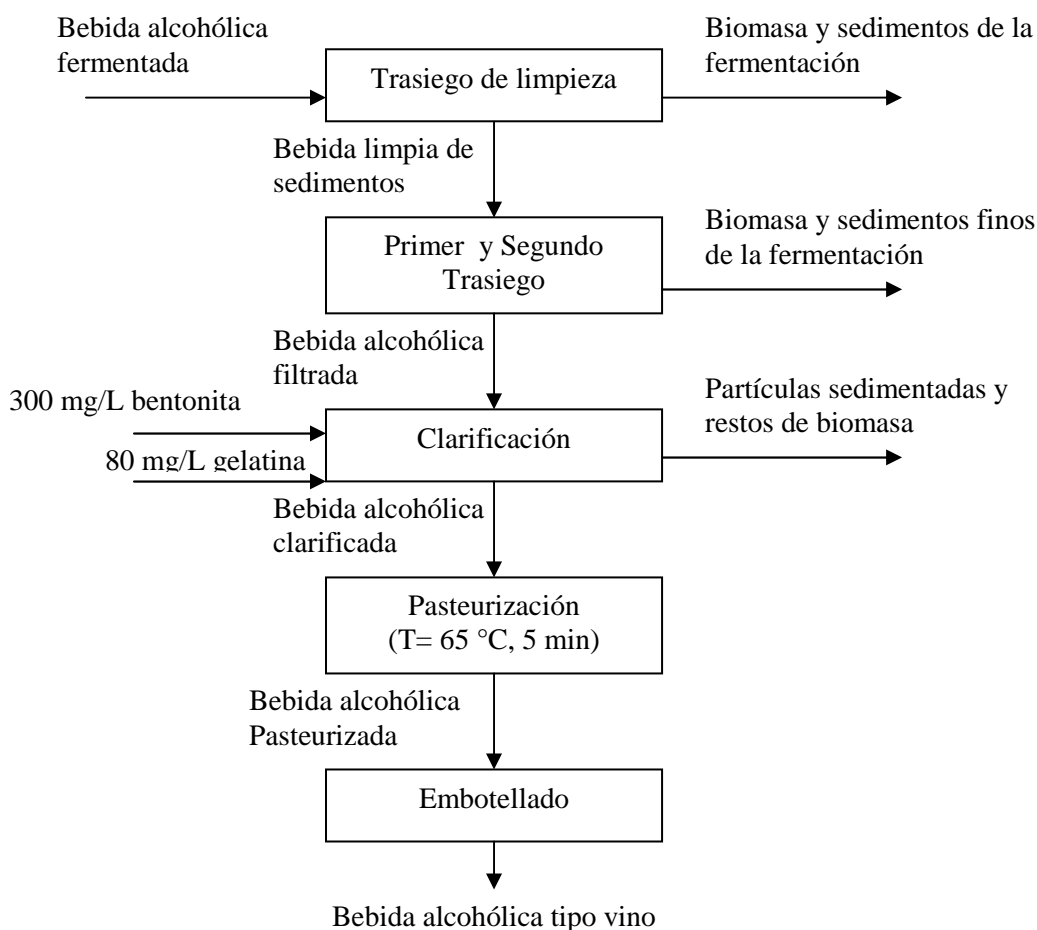 Bebida alcohólica
fermentada
Trasiego de limpieza
Biomasa y sedimentos de la
fermentación
Bebida limpia de
sedimentos
Primer y Segundo
Trasiego
Biomasa y sedimentos finos
de la fermentación
Bebida alcohólica
filtrada
300 mg/L bentonita
80 mg/L gelatina
Clarificación
Partículas sedimentadas y
restos de biomasa
Bebida alcohólica
clarificada
Pasteurización
(T= 65 °C, 5 min)
Bebida alcohólica
Pasteurizada
Embotellado
Bebida alcohólica tipo vino